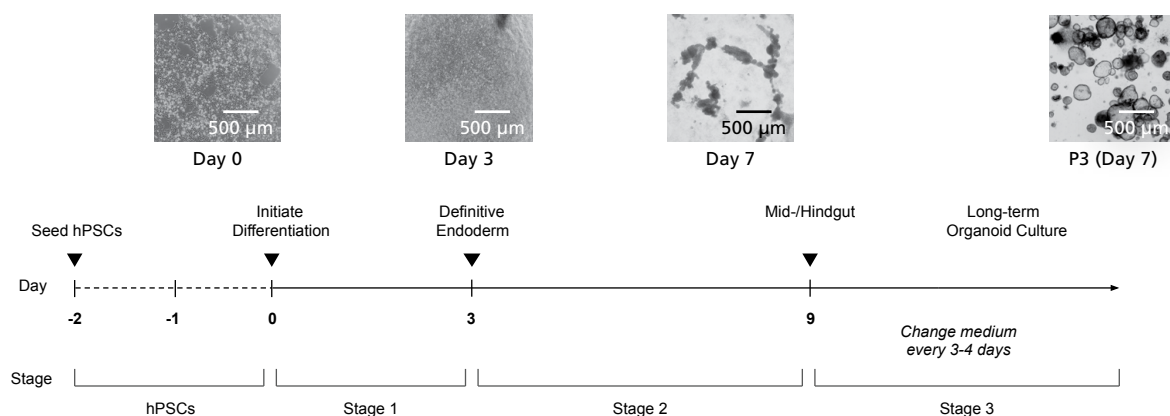 500 µm
500 µm
500 µm
500 µm
Day 0
Day 3
Day 7
P3 (Day 7)
Seed hPSCs
Initiate
Differentiation
Definitive
Endoderm
Mid-/Hindgut
Long-term
Organoid Culture
Day
-2
-1
0
3
9
Change medium
every 3-4 days
Stage
hPSCs
Stage 1
Stage 2
Stage 3